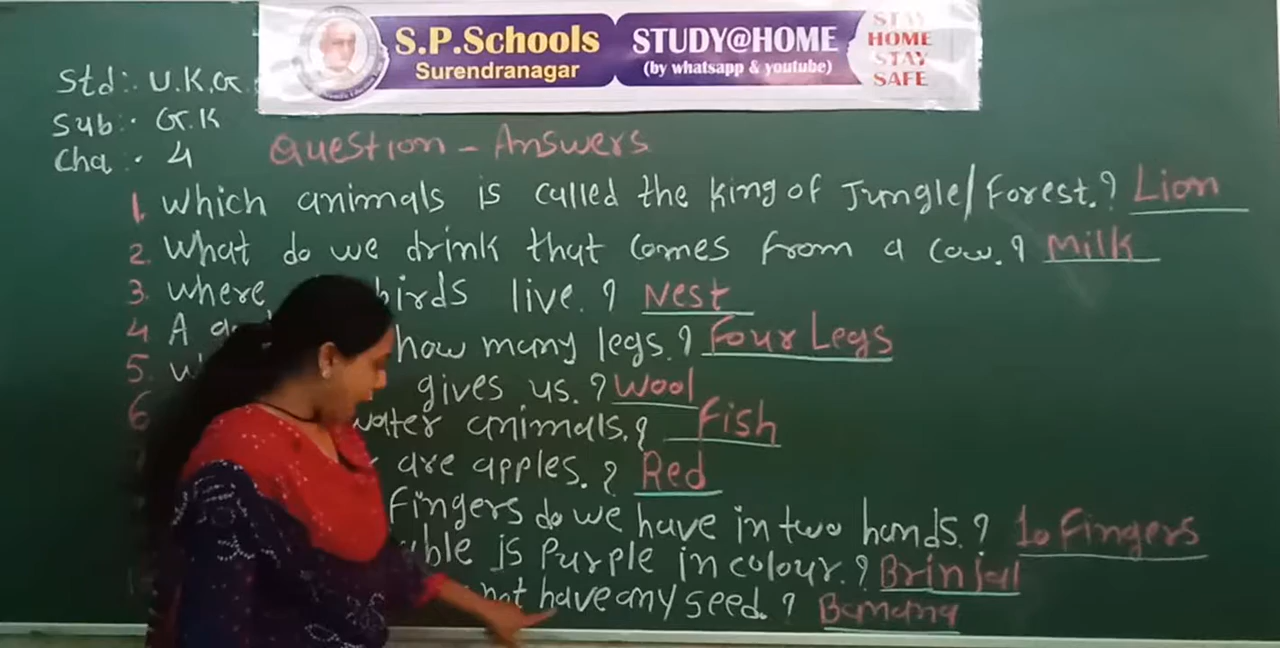 S.P.Schools
Surendranagar
STUDY@HOME
(by whatsapp & youtube)
STAY
HOME
STAY
SAFE
Std:- U.K.G.
Sub:- G.K
Cha:- 4
Question - Answers
1. Which animals is called the king of Jungle/Forest.? Lion
2. What do we drink that comes from a cow.? Milk
3. where birds live.? Nest
4. A how many legs.? Four Legs
5. gives us.? Wool
6 water animals.? Fish
are apples.? Red
Fingers do we have in two hands.? 10 Fingers
is Purple in colour.? Brinjal
not have any seed.? Banana